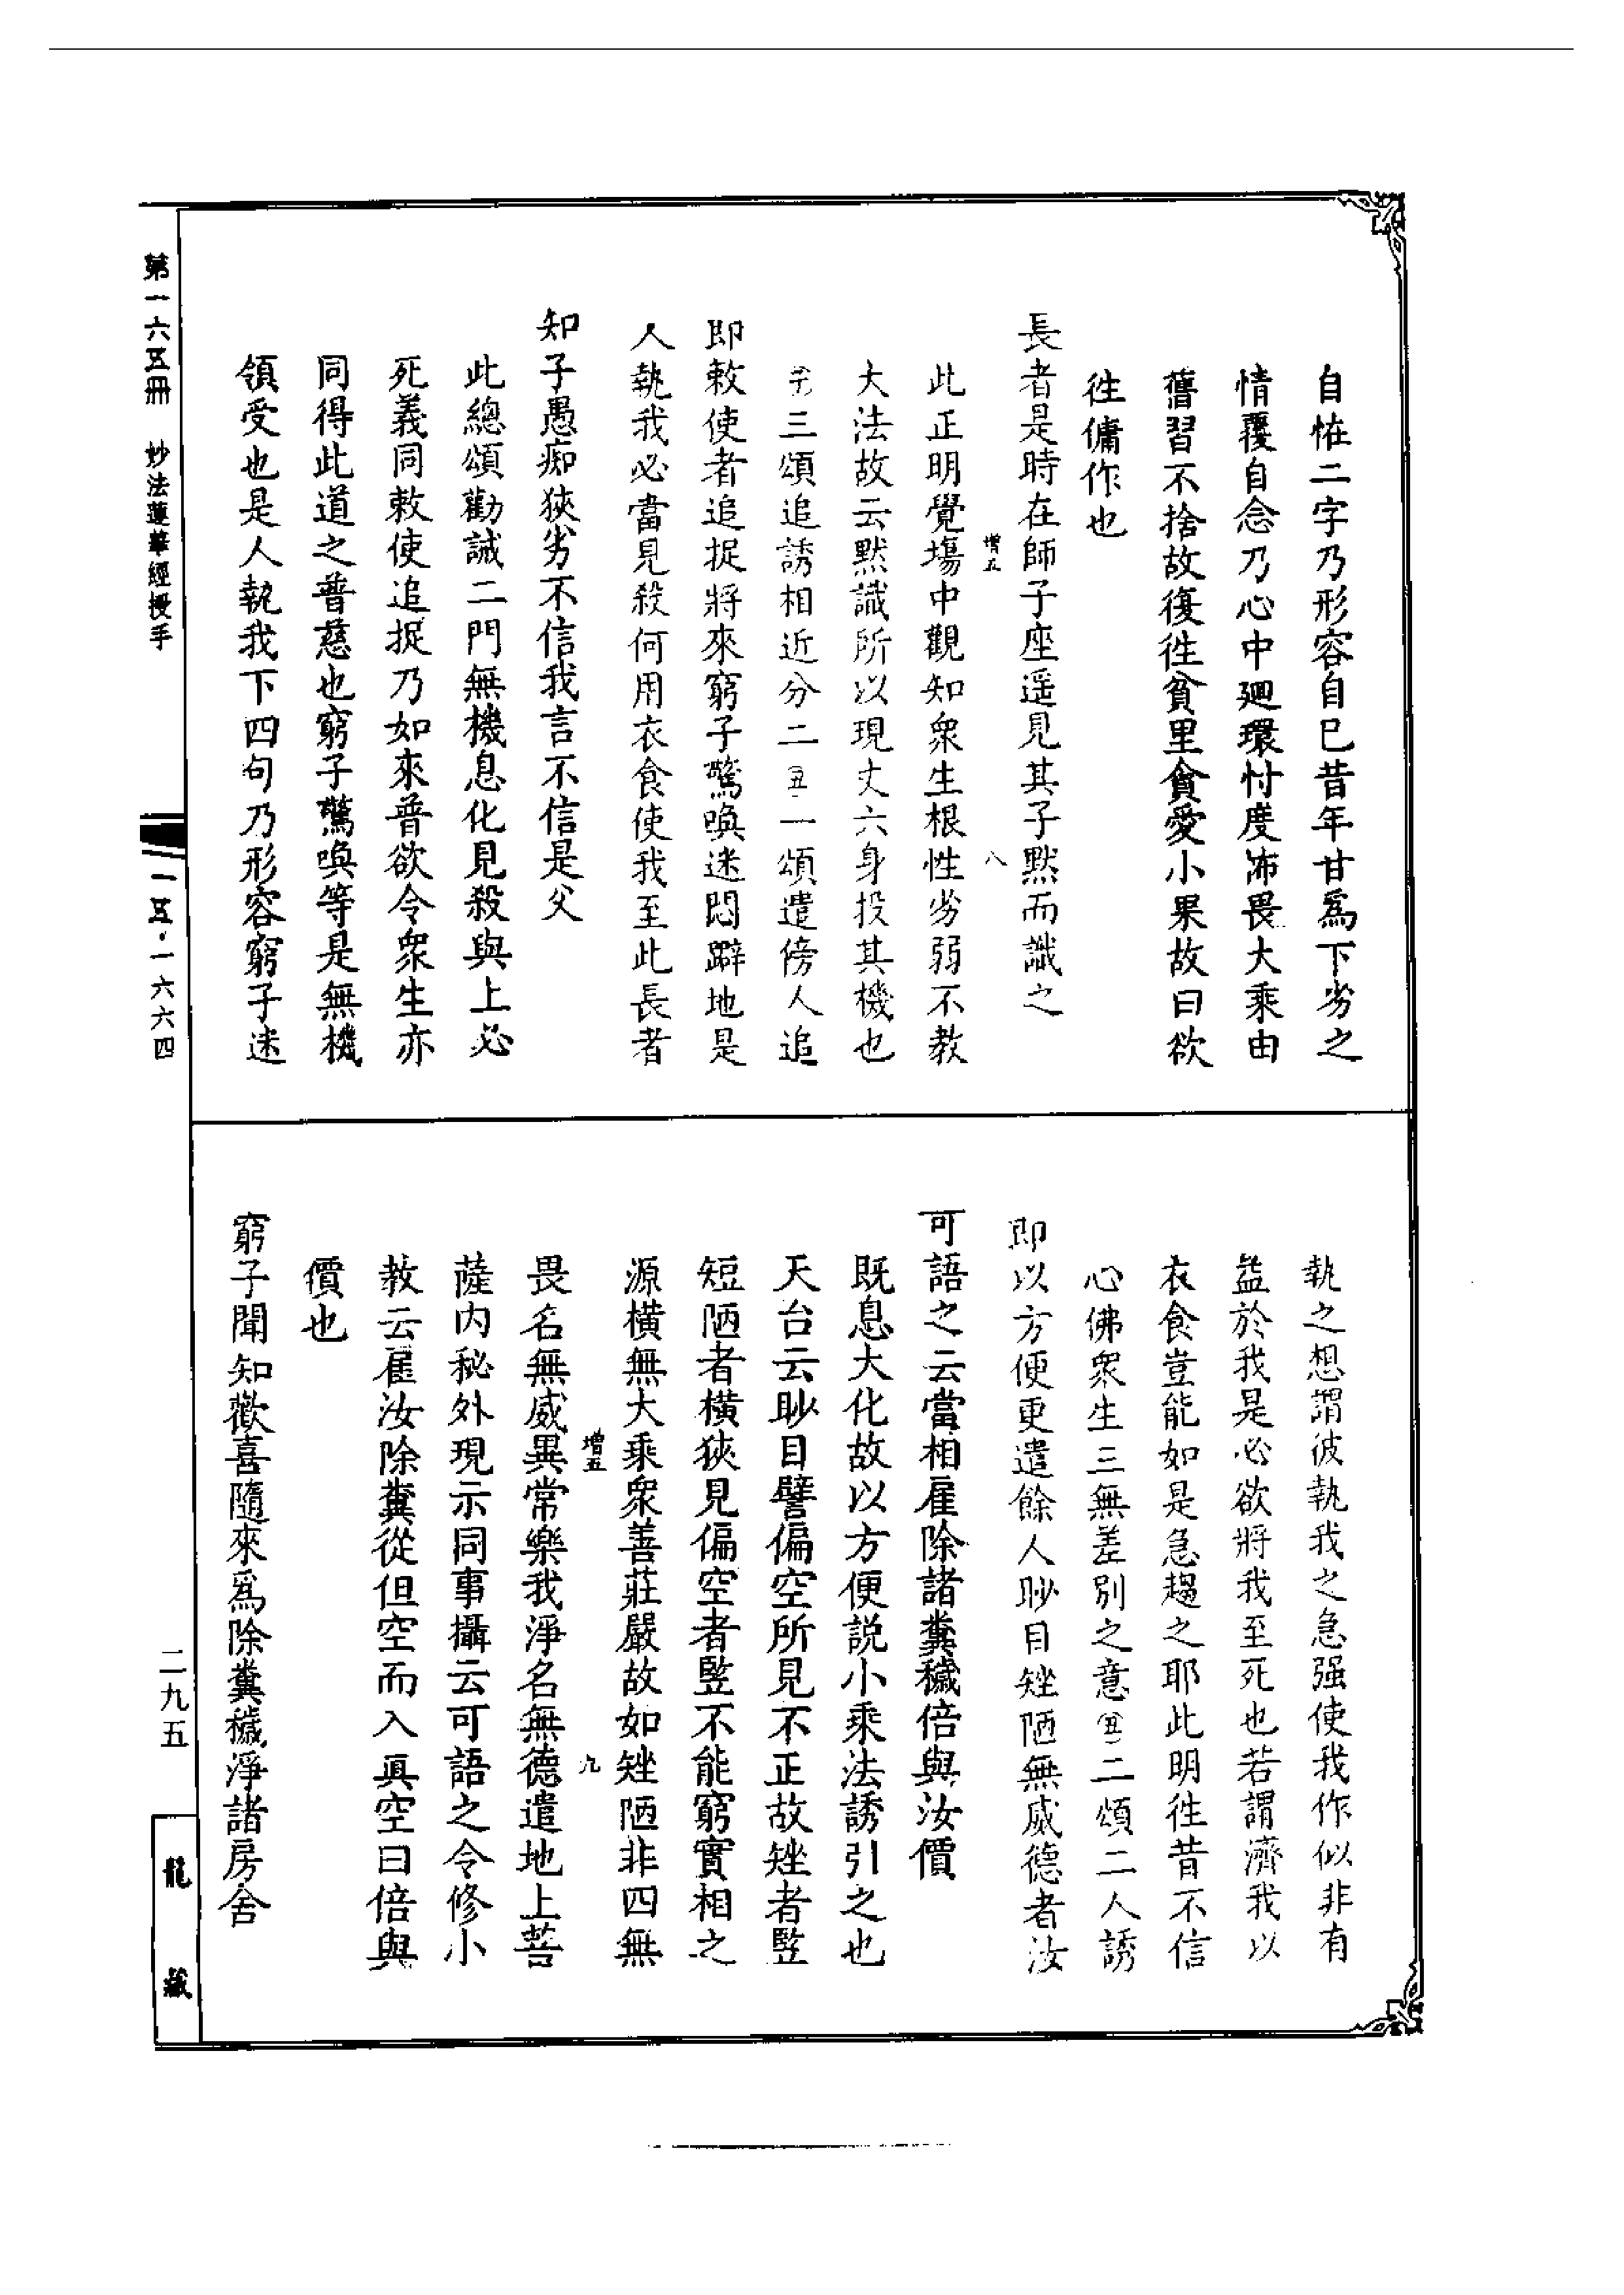 自恠二字乃形容自巳昔年甘爲下劣之
情覆自念乃心中廻環忖度怖畏大乘由
舊習不捨故復徃貧里貪愛小果故曰欲
徃傭作也
長者是時在師子座遥見其子黙而識之
此正明覺塲中觀知衆生根性劣弱不教
大法故云黙識所以現丈六身投其機也
三頌追誘相近分二 丑一 一頌遣傍人追
即敕使者追捉將來窮子驚喚迷悶躃地是
人執我必當見殺何用衣食使我至此長者
知子愚痴狹劣不信我言不信是父
此總頌勸誡二門無機息化見殺與上必
死義同敕使追捉乃如來普欲令衆生亦
同得此道之普慈也窮子驚喚等是無機
領受也是人執我下四句乃形容窮子迷
增五
八
執之想謂彼執我之急强使我作似非有
益於我是必欲將我至死也若謂濟我以
衣食豈能如是急趨之耶此明徃昔不信
心佛衆生三無差別之意 丑二 二頌二人誘
即以方便更遣餘人眇目矬陋無威德者汝
可語之云當相雇除諸糞穢倍與汝價
既息大化故以方便説小乘法誘引之也
天台云眇目譬偏空所見不正故矬者竪
短陋者橫狹見偏空者竪不能窮實相之
源橫無大乘衆善莊嚴故如矬陋非四無
畏名無威異常樂我淨名無德遣地上菩
薩内秘外現示同事攝云可語之令修小
教云雇汝除糞從但空而入真空曰倍與
價也
窮子聞知歡喜隨來爲除糞穢淨諸房舍
增五
九
第一六五冊 妙法蓮華經授手
一五·一六六四
二九五
龍藏